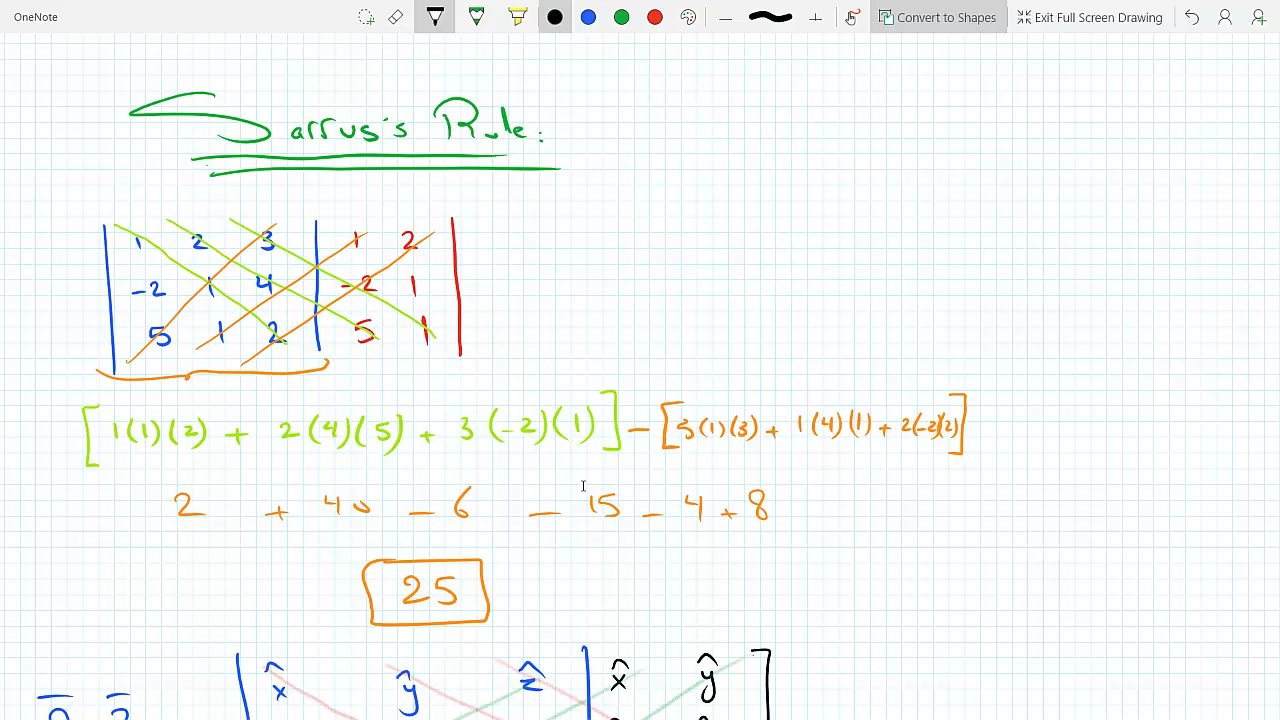 OneNote
Convert to Shapes
Exit Full Screen Drawing
Sarrus's Rule:
1 2 3 1 2
-2 1 4 -2 1
5 1 2 5 1
[1(1)(2) + 2(4)(5) + 3(-2)(1)] - [5(1)(3) + 1(4)(1) + 2(-2)(2)]
2 + 40 - 6 - 15 - 4 + 8
25
x̂ ŷ ẑ x̂ ŷ